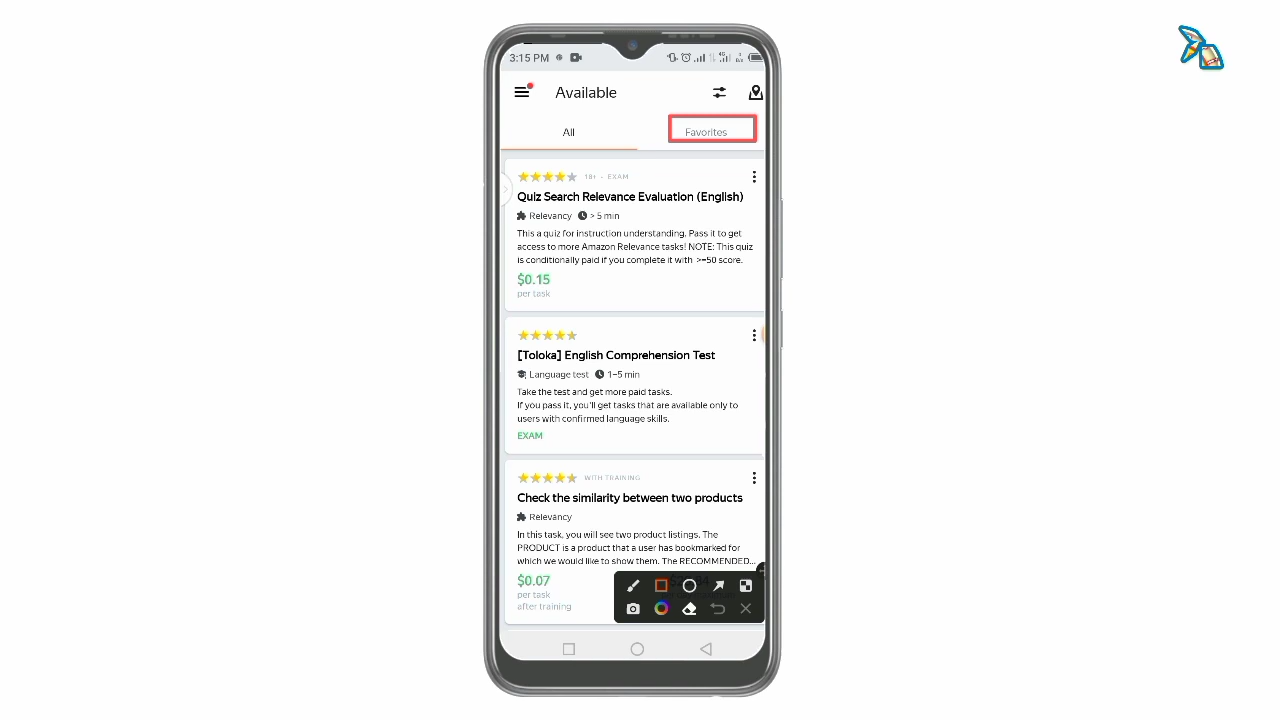 3:15 PM
Available
All
Favorites
18+ - EXAM
Quiz Search Relevance Evaluation (English)
Relevancy > 5 min
This a quiz for instruction understanding. Pass it to get
access to more Amazon Relevance tasks! NOTE: This quiz
is conditionally paid if you complete it with >=50 score.
$0.15
per task
[Toloka] English Comprehension Test
Language test 1–5 min
Take the test and get more paid tasks.
If you pass it, you'll get tasks that are available only to
users with confirmed language skills.
EXAM
WITH TRAINING
Check the similarity between two products
Relevancy
In this task, you will see two product listings. The
PRODUCT is a product that a user has bookmarked for
which we would like to show them. The RECOMMENDED...
$0.07
per task
after training